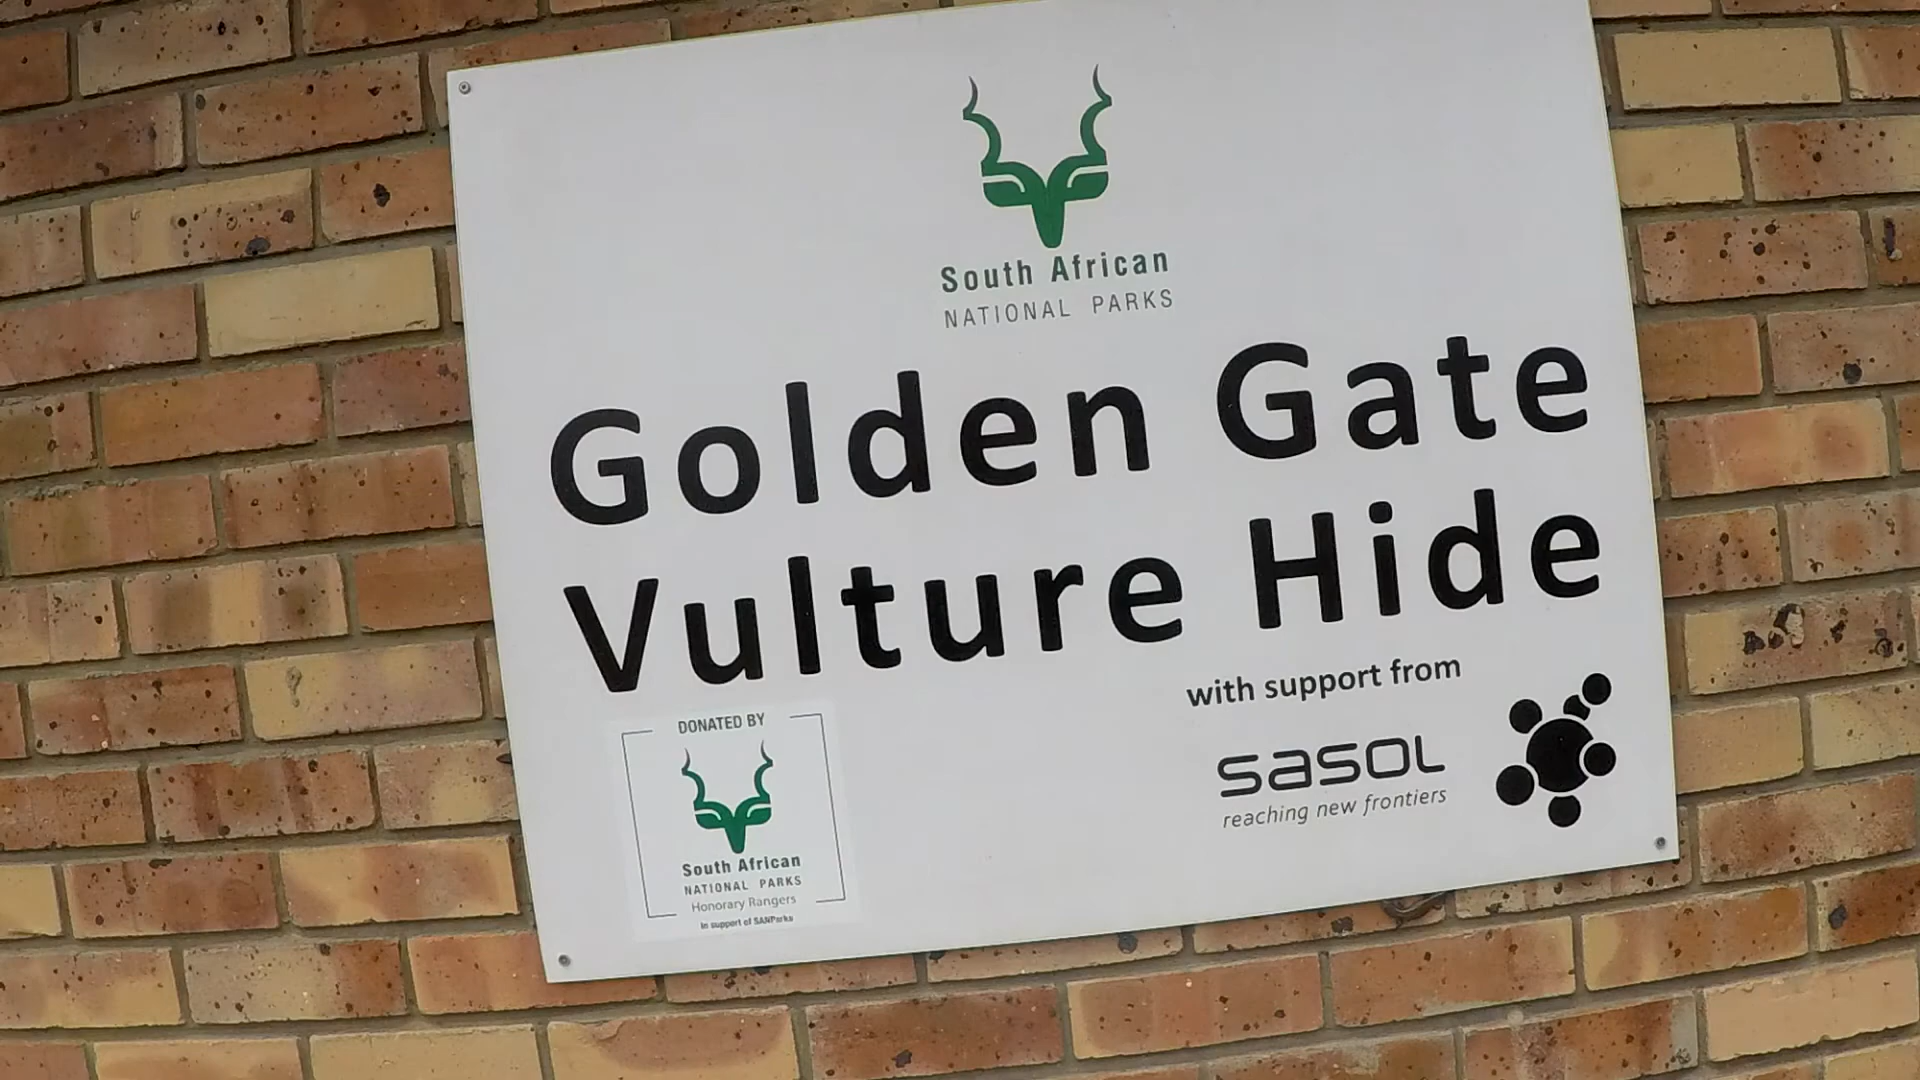 South African
NATIONAL PARKS
Golden Gate
Vulture Hide
with support from
sasol
reaching new frontiers
DONATED BY
South African
NATIONAL PARKS
Honorary Rangers
In support of SANParks